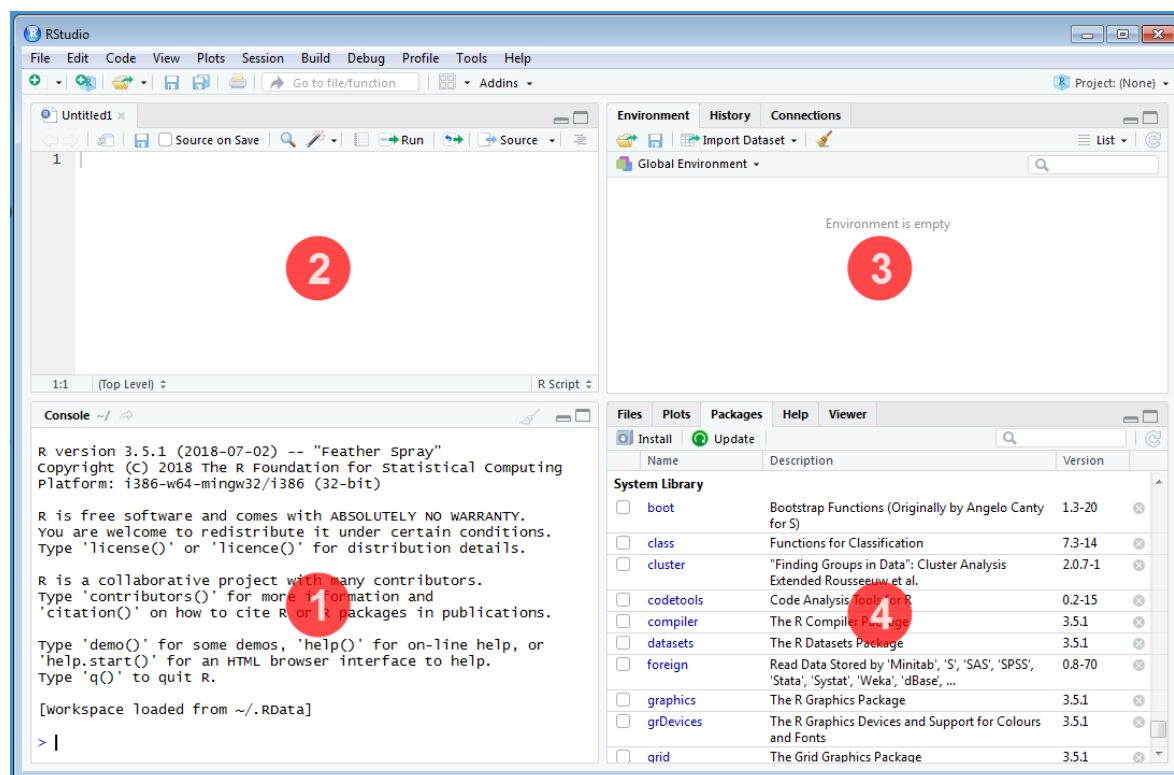 RStudio
File Edit Code View Plots Session Build Debug Profile Tools Help
Go to file/function Addins Project: (None)
Untitled1
Source on Save Run Source
1
2
1:1 (Top Level) R Script
Console ~/
R version 3.5.1 (2018-07-02) -- "Feather Spray"
Copyright (C) 2018 The R Foundation for Statistical Computing
Platform: i386-w64-mingw32/i386 (32-bit)
R is free software and comes with ABSOLUTELY NO WARRANTY.
You are welcome to redistribute it under certain conditions.
Type 'license()' or 'licence()' for distribution details.
R is a collaborative project with many contributors.
Type 'contributors()' for more information and
'citation()' on how to cite R or R packages in publications.
1
Type 'demo()' for some demos, 'help()' for on-line help, or
'help.start()' for an HTML browser interface to help.
Type 'q()' to quit R.
[Workspace loaded from ~/.RData]
>
Environment History Connections
Import Dataset List
Global Environment
Environment is empty
3
Files Plots Packages Help Viewer
Install Update
Name Description Version
System Library
boot Bootstrap Functions (Originally by Angelo Canty 1.3-20
for S)
class Functions for Classification 7.3-14
cluster "Finding Groups in Data": Cluster Analysis 2.0.7-1
Extended Rousseeuw et al.
codetools Code Analysis Tools for R 0.2-15
4
compiler The R Compiler Package 3.5.1
datasets The R Datasets Package 3.5.1
foreign Read Data Stored by 'Minitab', 'S', 'SAS', 'SPSS', 0.8-70
'Stata', 'Systat', 'Weka', 'dBase', ...
graphics The R Graphics Package 3.5.1
grDevices The R Graphics Devices and Support for Colours 3.5.1
and Fonts
grid The Grid Graphics Package 3.5.1